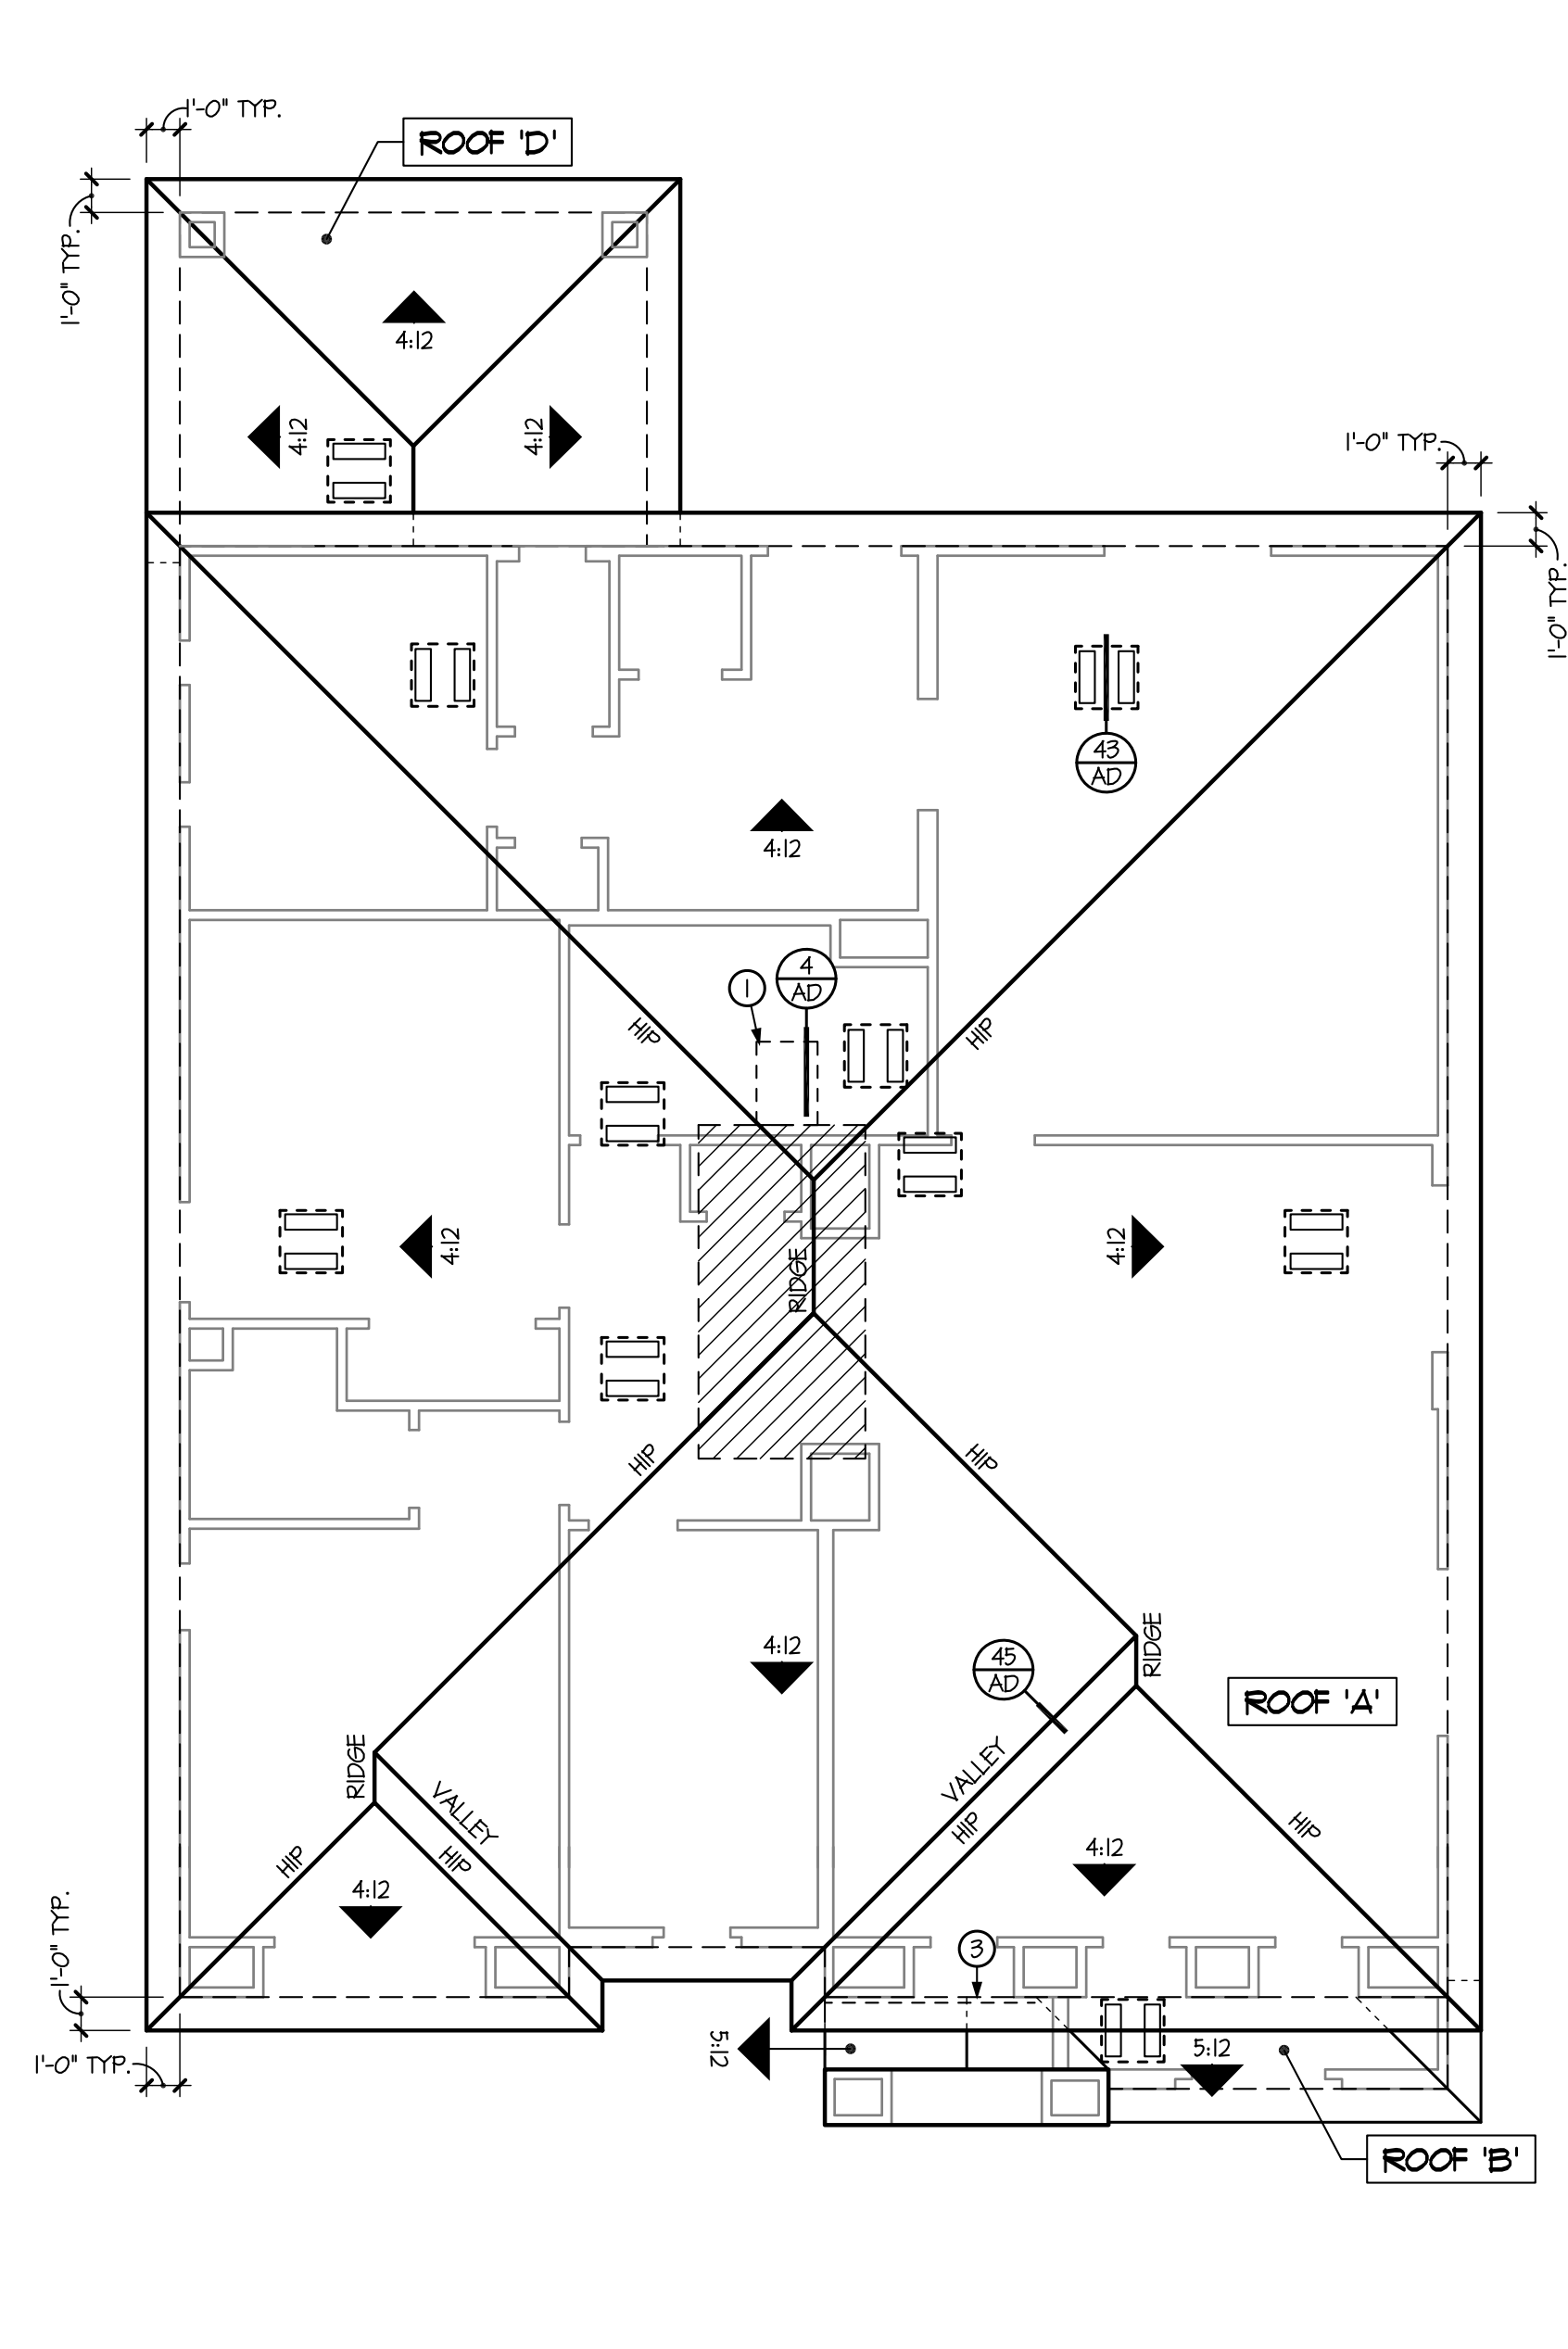 1'-0" TYP.
ROOF 'D'
1'-0" TYP.
4:12
4:12
4:12
1'-0" TYP.
1'-0" TYP.
43
AD
4:12
4
AD
1
HIP
HIP
4:12
4:12
RIDGE
HIP
HIP
4:12
45
AD
RIDGE
ROOF 'A'
RIDGE
VALLEY
VALLEY
HIP
HIP
HIP
HIP
4:12
4:12
1'-0" TYP.
3
5:12
5:12
1'-0" TYP.
ROOF 'B'